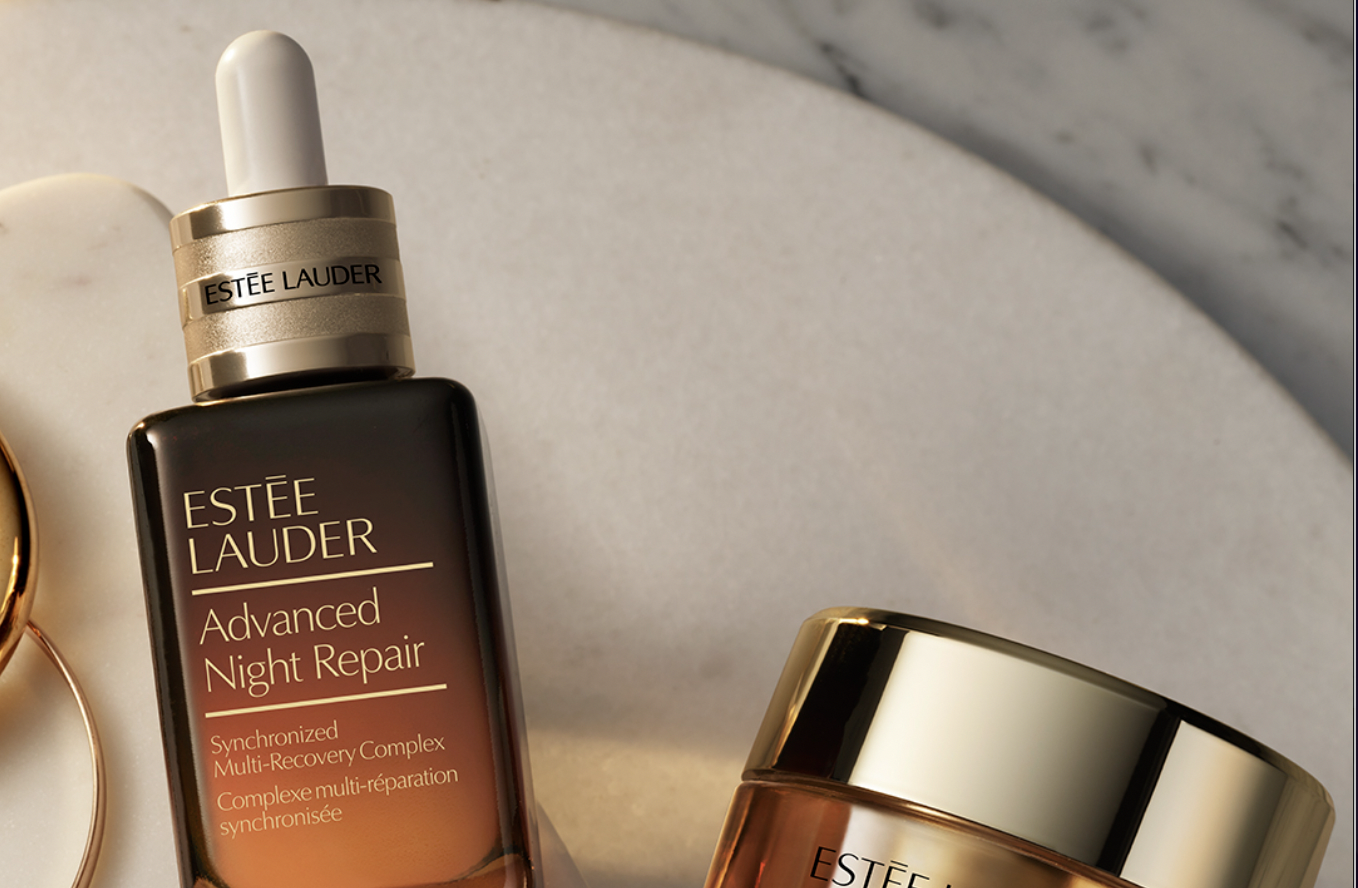 ESTĒE LAUDER
ESTĒE
LAUDER
Advanced
Night Repair
Synchronized
Multi-Recovery Complex
Complexe multi-réparation
synchronisée
ESTĒE